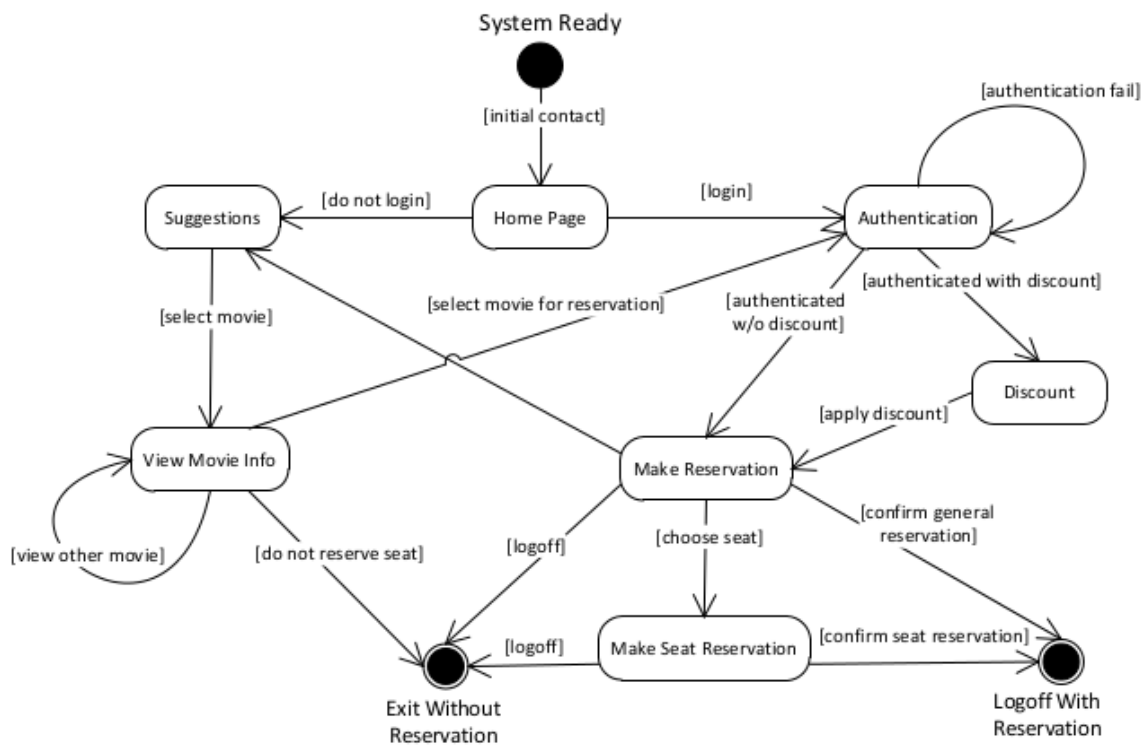 System Ready
[initial contact]
[authentication fail]
[do not login]
[login]
Suggestions
Home Page
Authentication
[select movie]
[select movie for reservation]
[authenticated
w/o discount]
[authenticated with discount]
Discount
[apply discount]
View Movie Info
Make Reservation
[view other movie]
[do not reserve seat]
[logoff]
[choose seat]
[confirm general
reservation]
[logoff]
Make Seat Reservation
[confirm seat reservation]
Exit Without
Reservation
Logoff With
Reservation